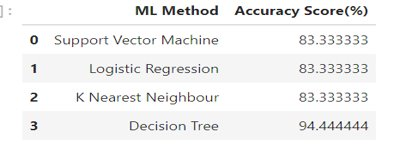 ]:
ML Method Accuracy Score(%)
0 Support Vector Machine 83.333333
1 Logistic Regression 83.333333
2 K Nearest Neighbour 83.333333
3 Decision Tree 94.444444